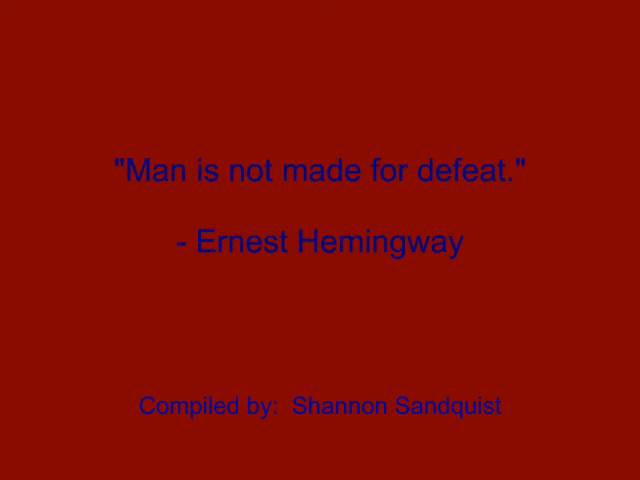 "Man is not made for defeat."
- Ernest Hemingway
Compiled by:  Shannon Sandquist